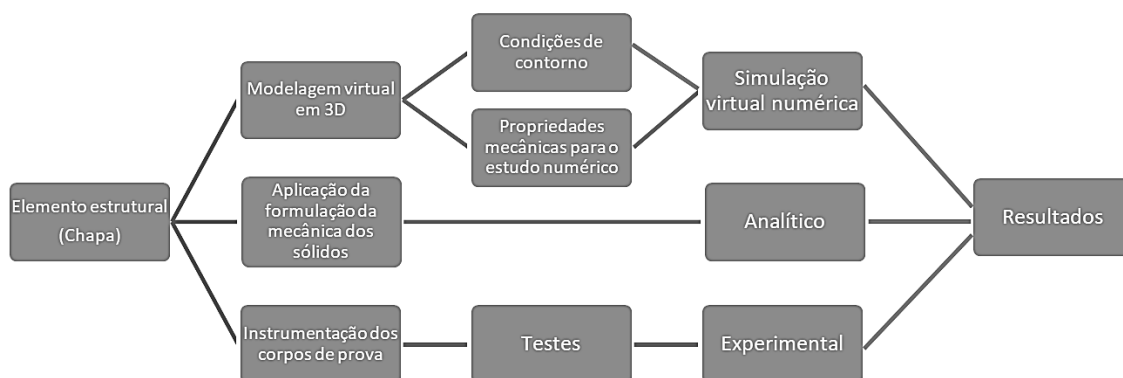 Elemento estrutural
(Chapa)
Modelagem virtual
em 3D
Condições de
contorno
Propriedades
mecânicas para o
estudo numérico
Simulação
virtual numérica
Aplicação da
formulação da
mecânica dos
sólidos
Analítico
Instrumentação dos
corpos de prova
Testes
Experimental
Resultados